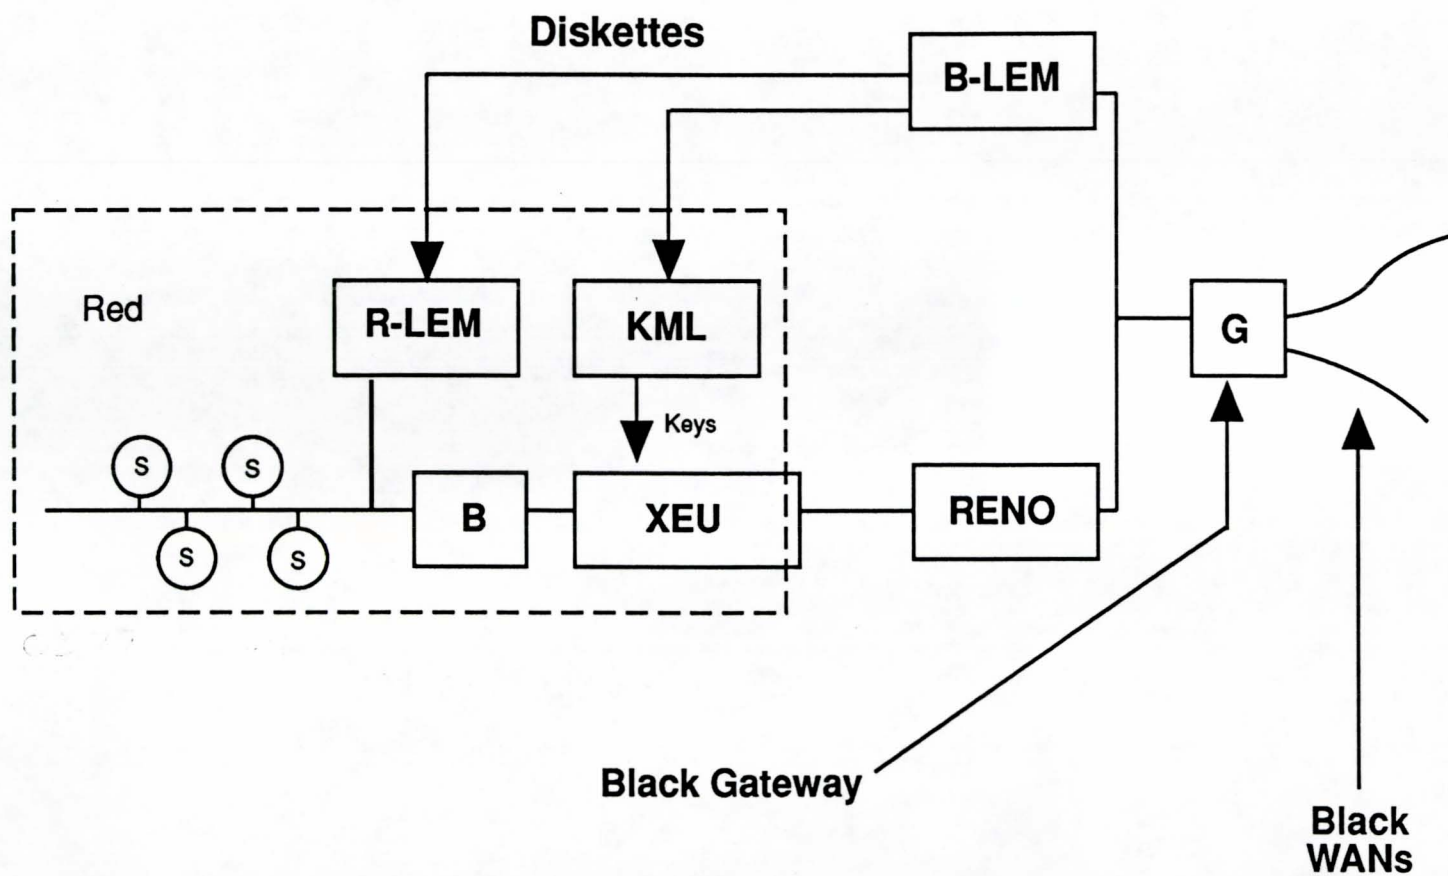 Diskettes
B-LEM
Red
R-LEM
KML
G
Keys
S
S
B
XEU
RENO
S
S
Black Gateway
Black
WANs